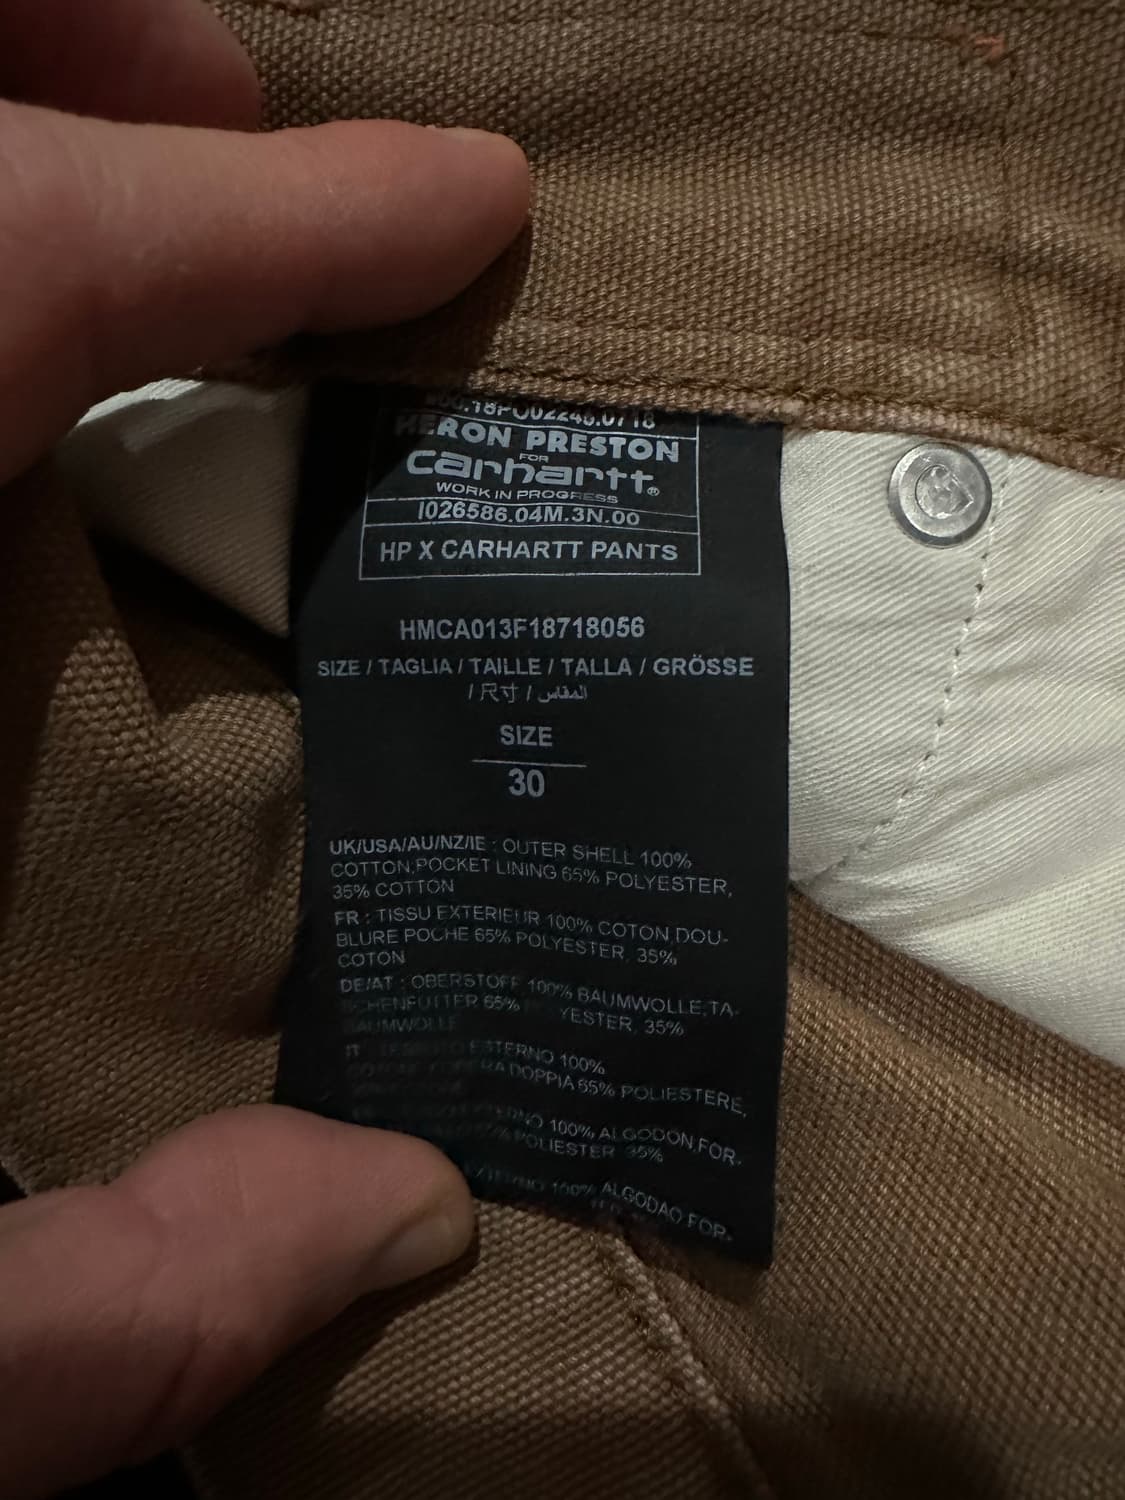 HERON PRESTON
FOR
carhartt®
WORK IN PROGRESS
I026586.04M.3N.00
HP X CARHARTT PANTS
HMCA013F18718056
SIZE / TAGLIA / TAILLE / TALLA / GRÖSSE
/ 尺寸 / المقاس
SIZE
30
UK/USA/AU/NZ/IE : OUTER SHELL 100%
COTTON,POCKET LINING 65% POLYESTER,
35% COTTON
FR : TISSU EXTERIEUR 100% COTON,DOU-
BLURE POCHE 65% POLYESTER, 35%
COTON
DE/AT : OBERSTOFF 100% BAUMWOLLE,TA-
SCHENFUTTER 65% YESTER, 35%
BAUMWOLLE
ESTERNO 100%
DOPPIA 65% POLIESTERE,
100% ALGODON,FOR-
POLIESTER 35%
100% ALGODAO,FOR-